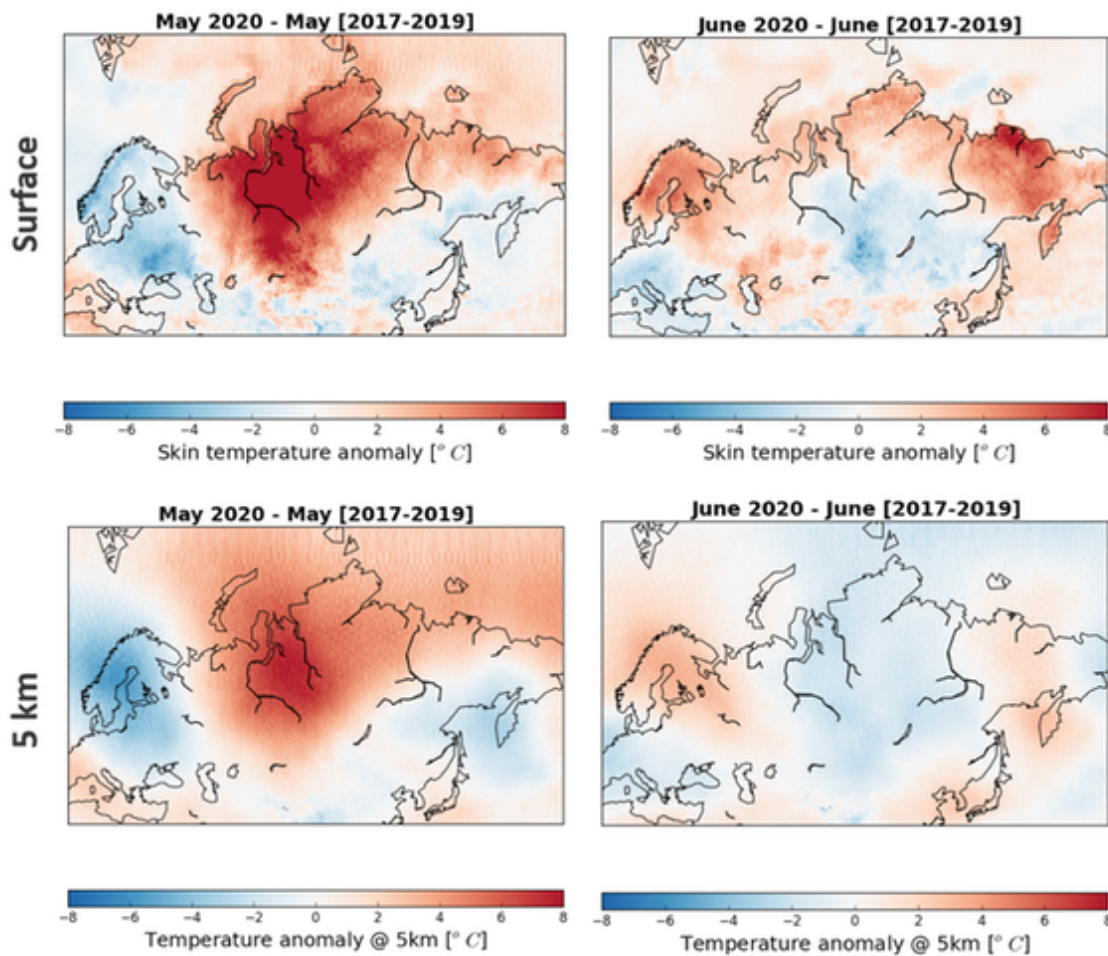 May 2020 - May [2017-2019]
June 2020 - June [2017-2019]
Surface
−8 −6 −4 −2 0 2 4 6 8
Skin temperature anomaly [° C]
−8 −6 −4 −2 0 2 4 6 8
Skin temperature anomaly [° C]
May 2020 - May [2017-2019]
June 2020 - June [2017-2019]
5 km
−8 −6 −4 −2 0 2 4 6 8
Temperature anomaly @ 5km [° C]
−8 −6 −4 −2 0 2 4 6 8
Temperature anomaly @ 5km [° C]